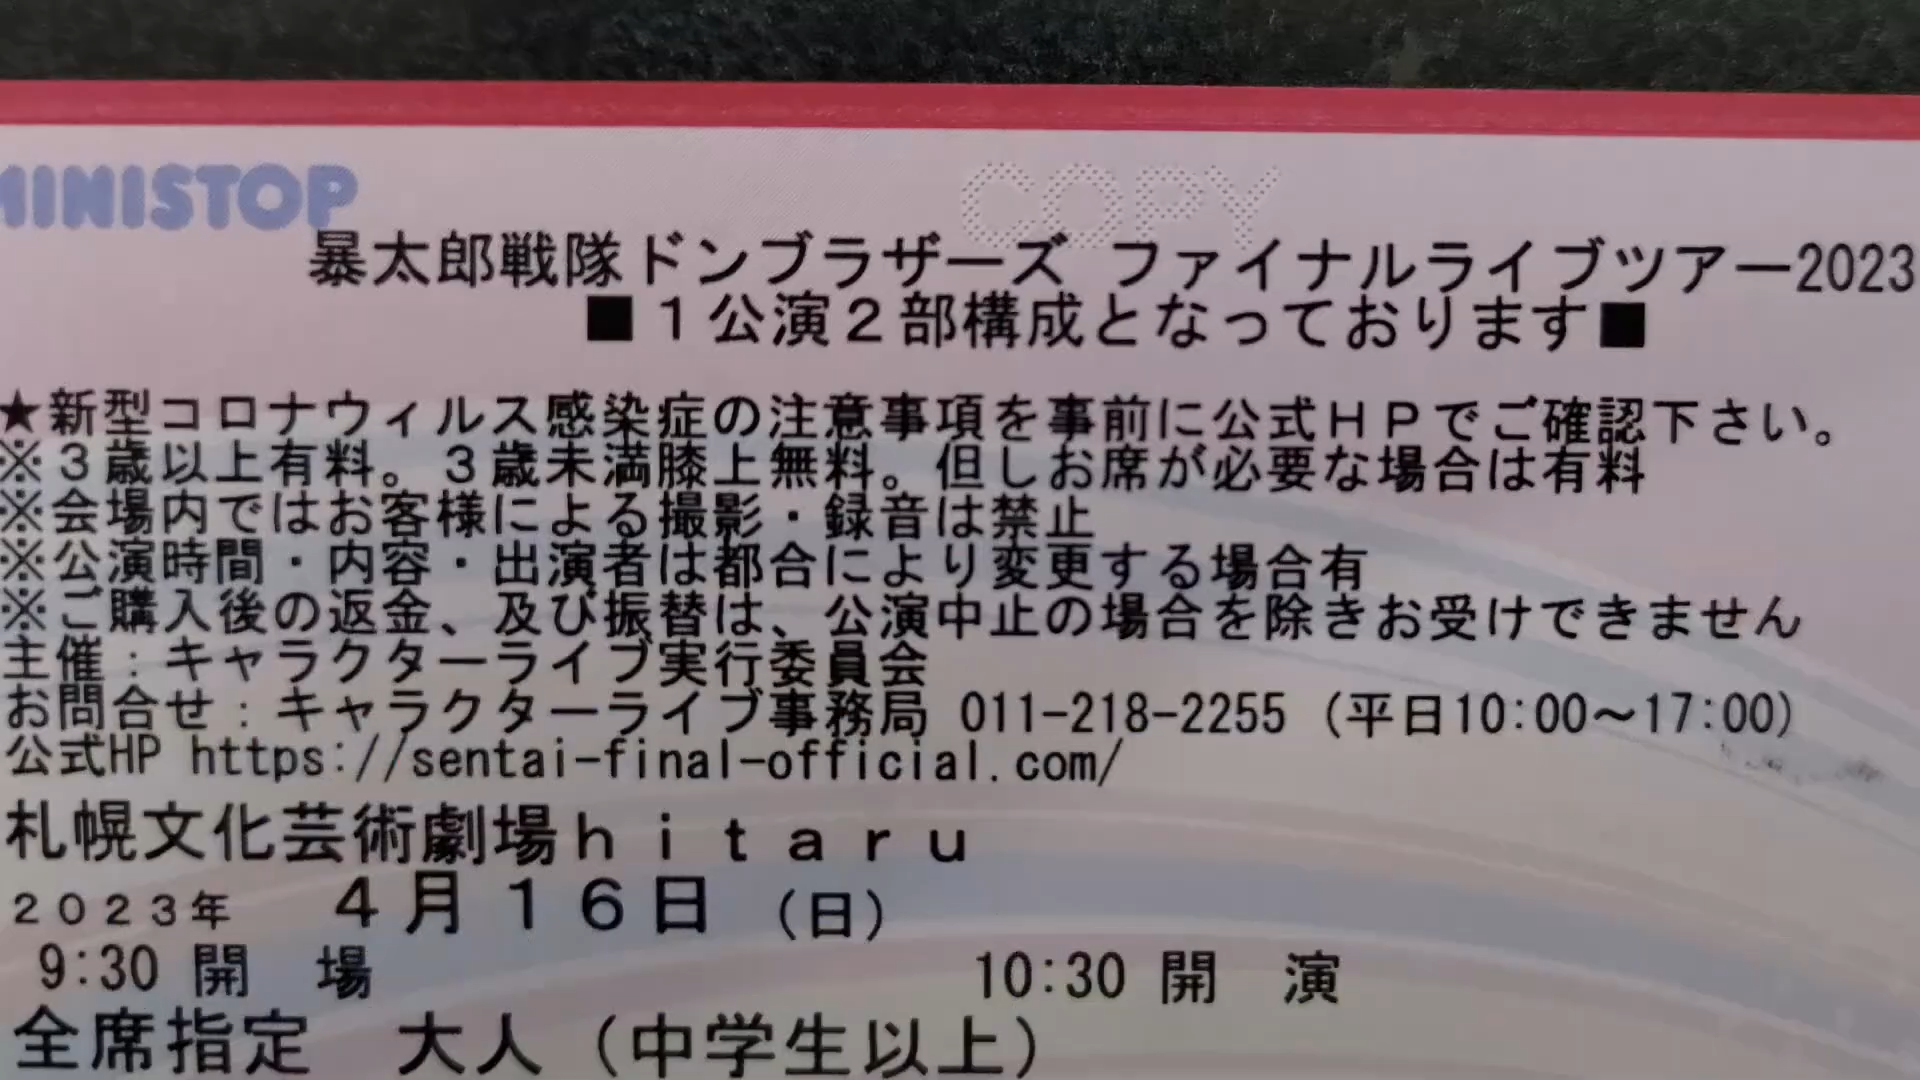 MINISTOP
COPY
暴太郎戦隊ドンブラザーズ ファイナルライブツアー2023
■１公演２部構成となっております■
★新型コロナウィルス感染症の注意事項を事前に公式ＨＰでご確認下さい。
※３歳以上有料。３歳未満膝上無料。但しお席が必要な場合は有料
※会場内ではお客様による撮影・録音は禁止
※公演時間・内容・出演者は都合により変更する場合有
※ご購入後の返金、及び振替は、公演中止の場合を除きお受けできません
主催：キャラクターライブ実行委員会
お問合せ：キャラクターライブ事務局 011-218-2255 (平日10:00～17:00)
公式HP https://sentai-final-official.com/
札幌文化芸術劇場ｈｉｔａｒｕ
２０２３年 ４月１６日 （日）
9:30 開 場 10:30 開 演
全席指定 大人（中学生以上）